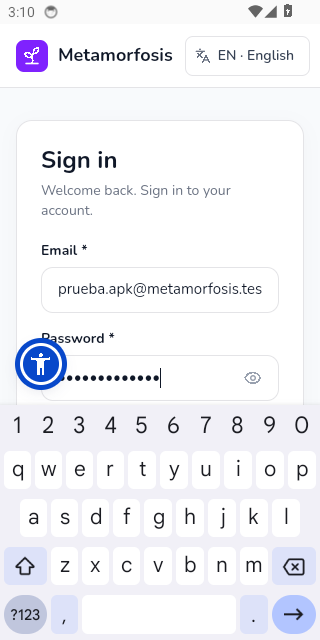 3:10
Metamorfosis
EN · English
Sign in
Welcome back. Sign in to your
account.
Email *
prueba.apk@metamorfosis.tes
Password *
•••••••••••••
1 2 3 4 5 6 7 8 9 0
q w e r t y u i o p
a s d f g h j k l
z x c v b n m
?123 , .